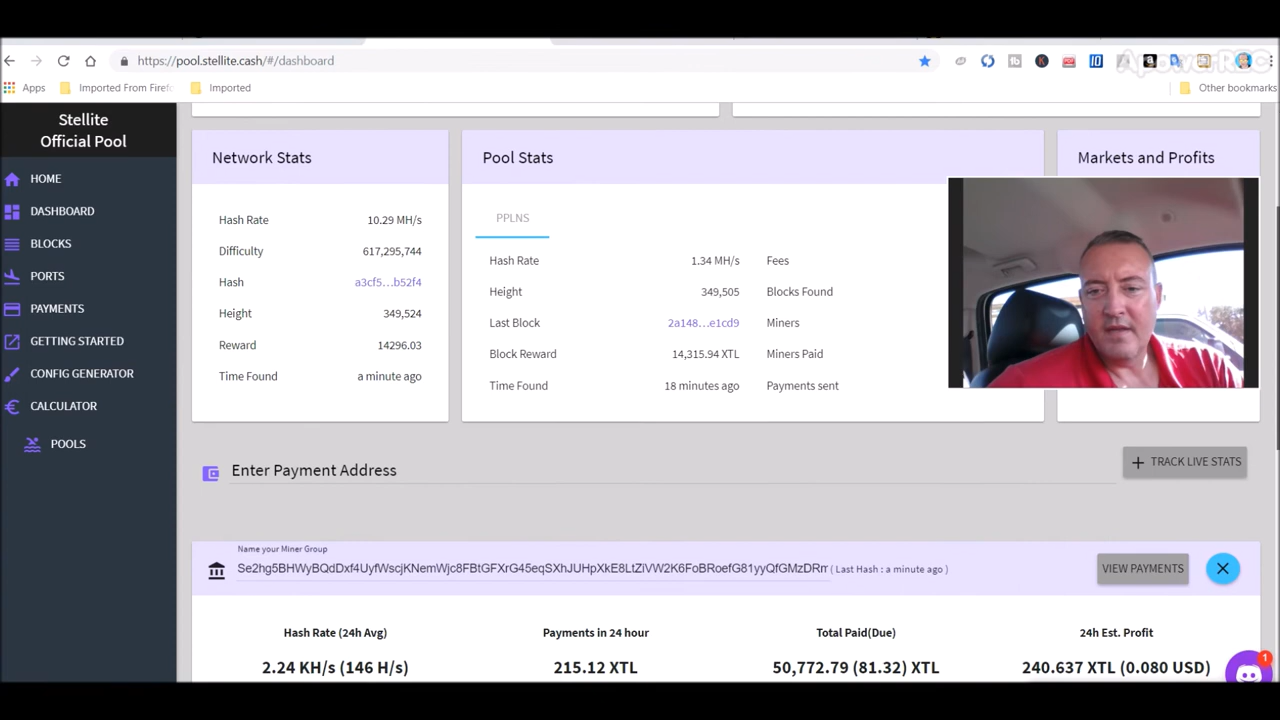 https://pool.stellite.cash/#/dashboard
ApowerREC
Apps
Imported From Firef
Imported
Other bookmarks
Stellite
Official Pool
HOME
DASHBOARD
BLOCKS
PORTS
PAYMENTS
GETTING STARTED
CONFIG GENERATOR
CALCULATOR
POOLS
Network Stats
Hash Rate 10.29 MH/s
Difficulty 617,295,744
Hash a3cf5...b52f4
Height 349,524
Reward 14296.03
Time Found a minute ago
Pool Stats
PPLNS
Hash Rate 1.34 MH/s Fees
Height 349,505 Blocks Found
Last Block 2a148...e1cd9 Miners
Block Reward 14,315.94 XTL Miners Paid
Time Found 18 minutes ago Payments sent
Markets and Profits
Enter Payment Address
+ TRACK LIVE STATS
Name your Miner Group
Se2hg5BHWyBQdDxf4UyfWscjKNemWjc8FBtGFXrG45eqSXhJUHpXkE8LtZiVW2K6FoBRoefG81yyQfGMzDRm ( Last Hash : a minute ago )
VIEW PAYMENTS
Hash Rate (24h Avg) Payments in 24 hour Total Paid(Due) 24h Est. Profit
2.24 KH/s (146 H/s) 215.12 XTL 50,772.79 (81.32) XTL 240.637 XTL (0.080 USD)
1